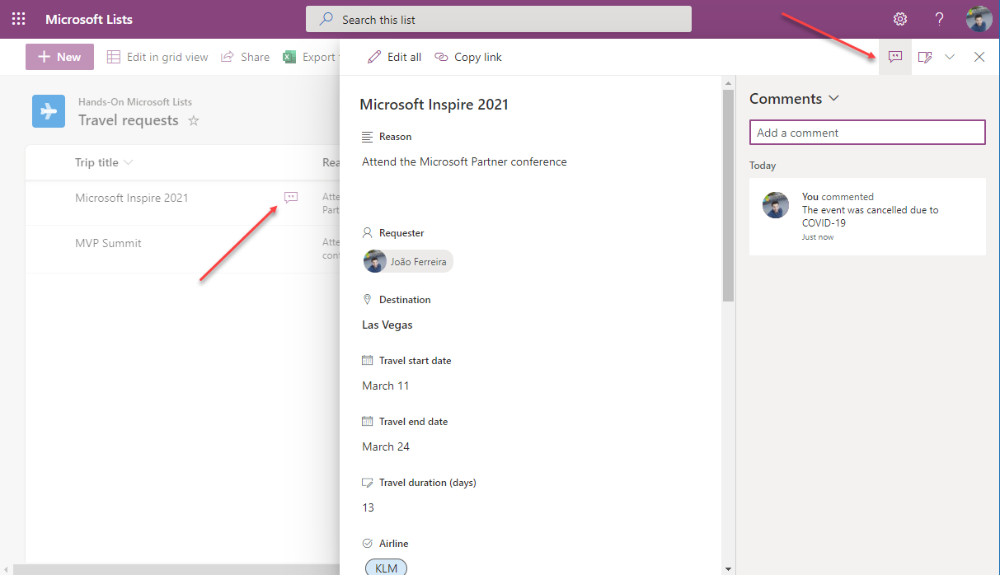 Microsoft Lists
Search this list
?
New
Edit in grid view
Share
Export
Edit all
Copy link
Hands-On Microsoft Lists
Travel requests
Trip title
Rea
Microsoft Inspire 2021
Atte
Part
MVP Summit
Atte
conf
Microsoft Inspire 2021
Reason
Attend the Microsoft Partner conference
Requester
João Ferreira
Destination
Las Vegas
Travel start date
March 11
Travel end date
March 24
Travel duration (days)
13
Airline
KLM
Comments
Add a comment
Today
You commented
The event was cancelled due to
COVID-19
Just now